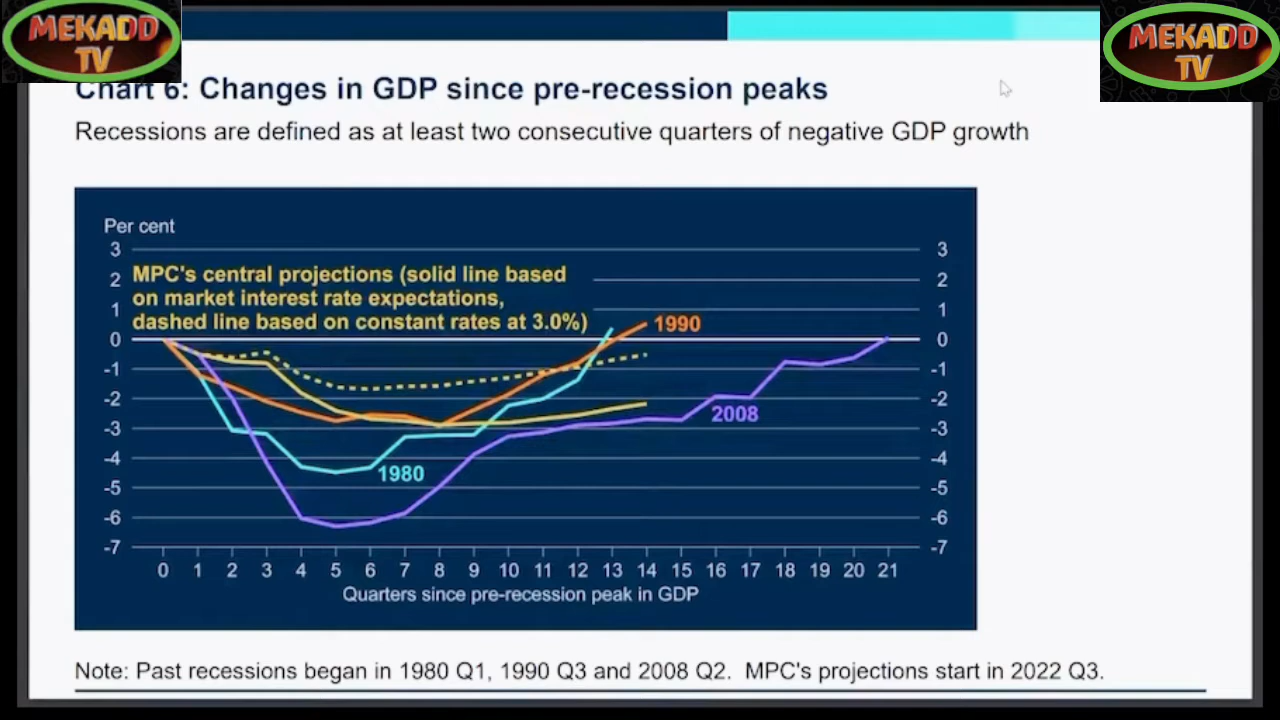 MEKADD
TV
MEKADD
TV
Chart 6: Changes in GDP since pre-recession peaks
Recessions are defined as at least two consecutive quarters of negative GDP growth
Per cent
3 3
MPC's central projections (solid line based
2 2
on market interest rate expectations,
1 1
dashed line based on constant rates at 3.0%)
1990
0 0
-1 -1
-2 -2
2008
-3 -3
-4 -4
1980
-5 -5
-6 -6
-7 -7
0 1 2 3 4 5 6 7 8 9 10 11 12 13 14 15 16 17 18 19 20 21
Quarters since pre-recession peak in GDP
Note: Past recessions began in 1980 Q1, 1990 Q3 and 2008 Q2. MPC's projections start in 2022 Q3.